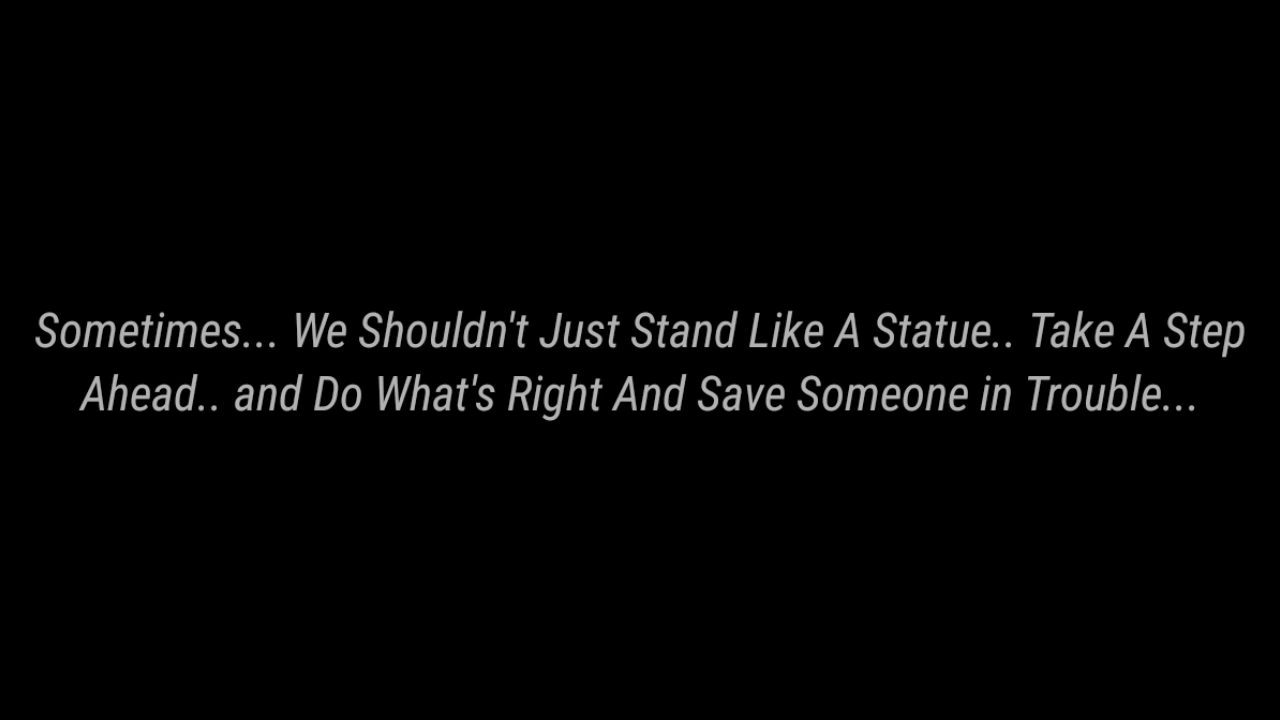 Sometimes... We Shouldn't Just Stand Like A Statue.. Take A Step
Ahead.. and Do What's Right And Save Someone in Trouble...